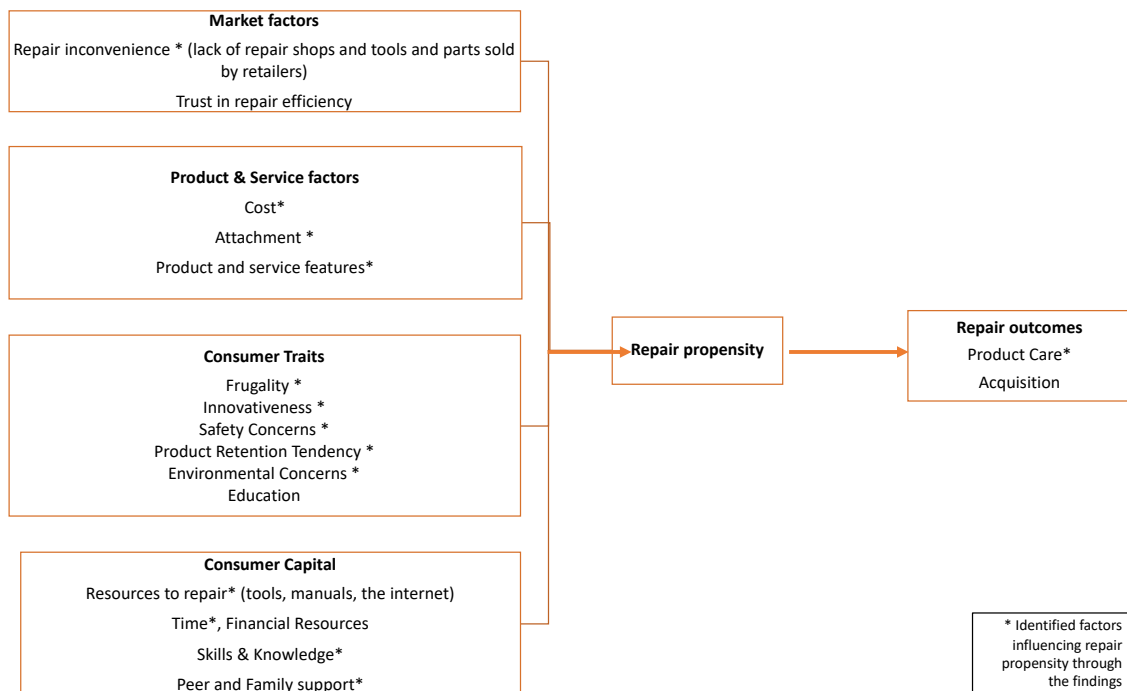 Market factors
Repair inconvenience * (lack of repair shops and tools and parts sold
by retailers)
Trust in repair efficiency
Product & Service factors
Cost*
Attachment *
Product and service features*
Consumer Traits
Frugality *
Innovativeness *
Safety Concerns *
Product Retention Tendency *
Environmental Concerns *
Education
Consumer Capital
Resources to repair* (tools, manuals, the internet)
Time*, Financial Resources
Skills & Knowledge*
Peer and Family support*
Repair propensity
Repair outcomes
Product Care*
Acquisition
* Identified factors
influencing repair
propensity through
the findings